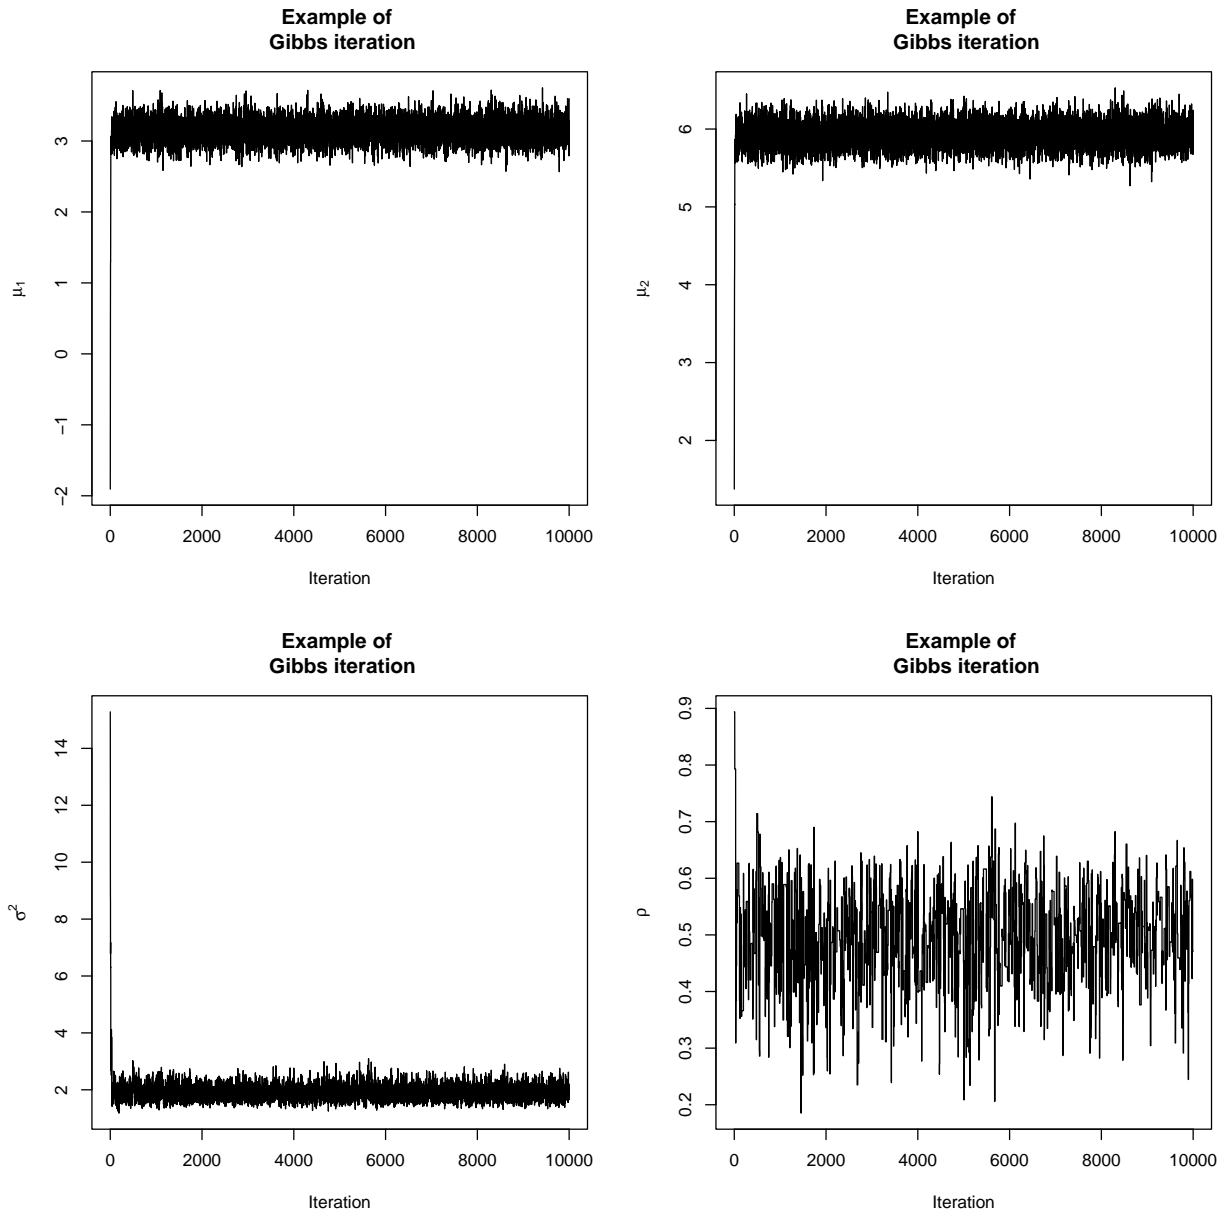 Example of
Gibbs iteration
μ₁
3
2
1
0
−1
−2
0 2000 4000 6000 8000 10000
Iteration
Example of
Gibbs iteration
μ₂
6
5
4
3
2
0 2000 4000 6000 8000 10000
Iteration
Example of
Gibbs iteration
σ²
14
12
10
8
6
4
2
0 2000 4000 6000 8000 10000
Iteration
Example of
Gibbs iteration
ρ
0.9
0.8
0.7
0.6
0.5
0.4
0.3
0.2
0 2000 4000 6000 8000 10000
Iteration